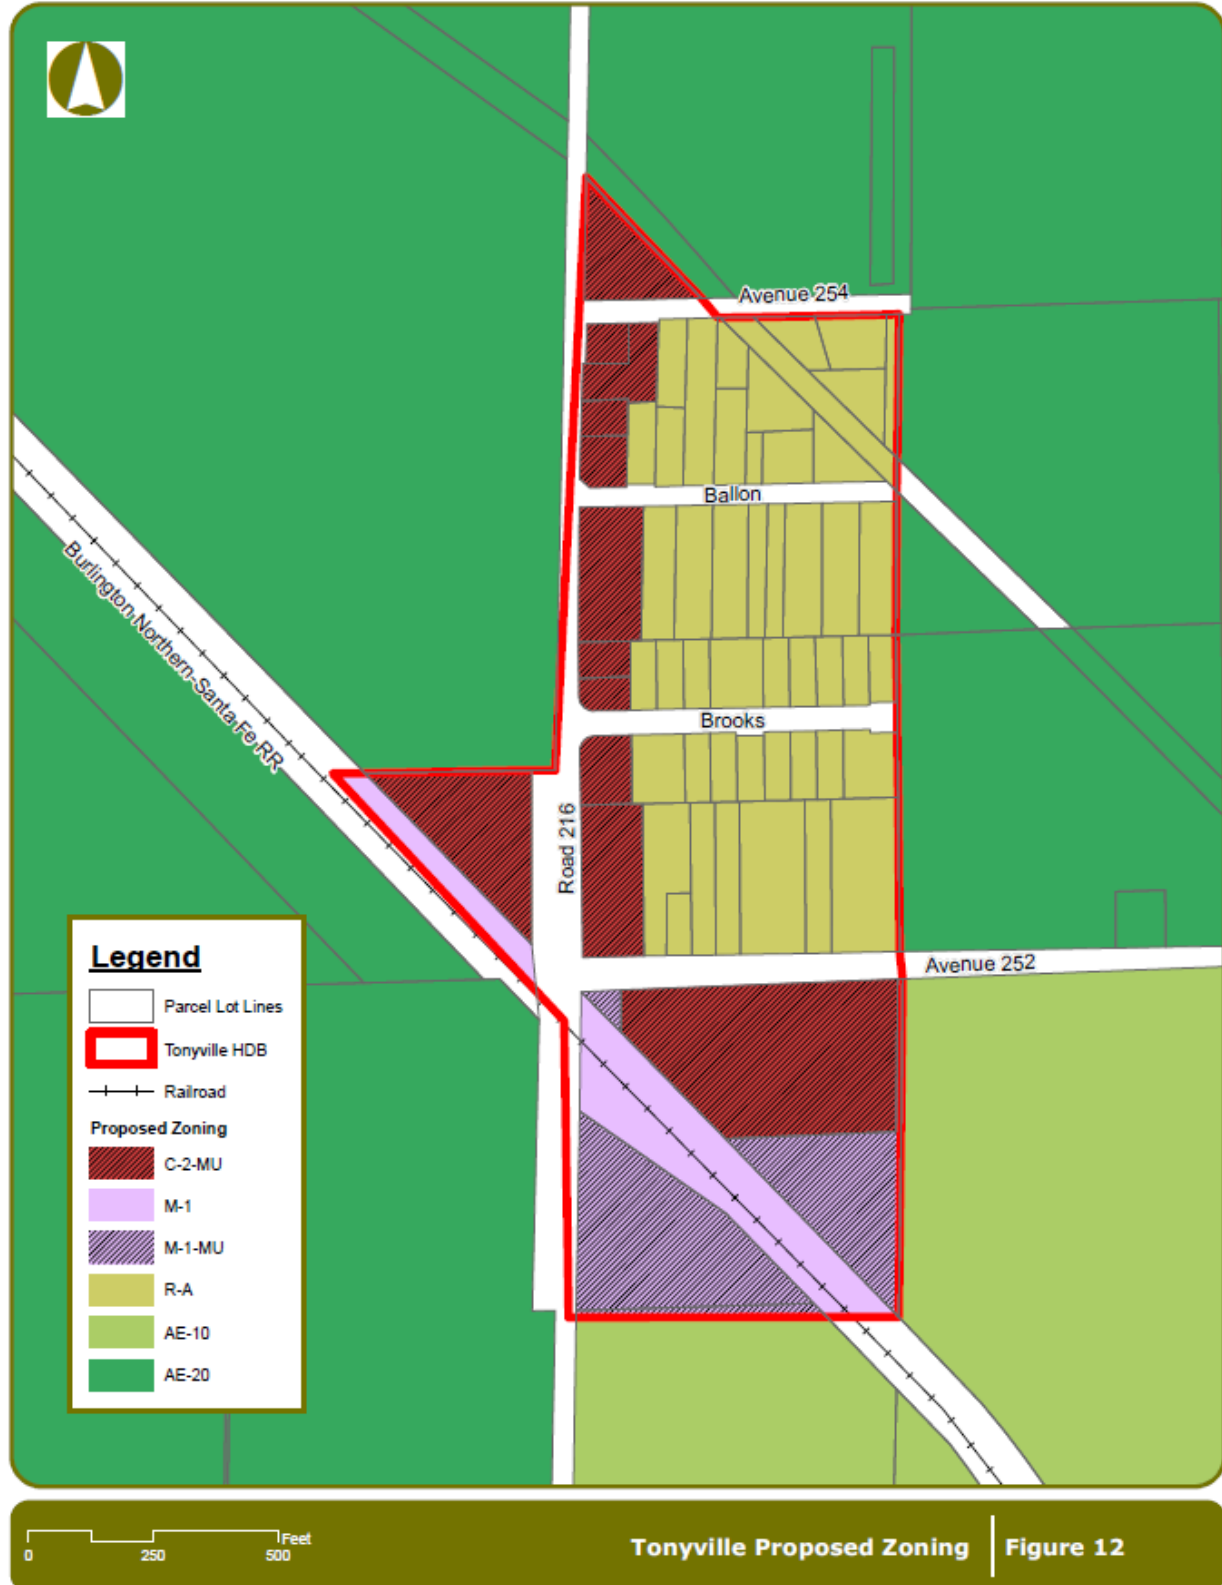 Avenue 254
Ballon
Burlington Northern-Santa Fe RR
Brooks
Road 216
Avenue 252
Legend
Parcel Lot Lines
Tonyville HDB
Railroad
Proposed Zoning
C-2-MU
M-1
M-1-MU
R-A
AE-10
AE-20
Feet
0 250 500
Tonyville Proposed Zoning Figure 12